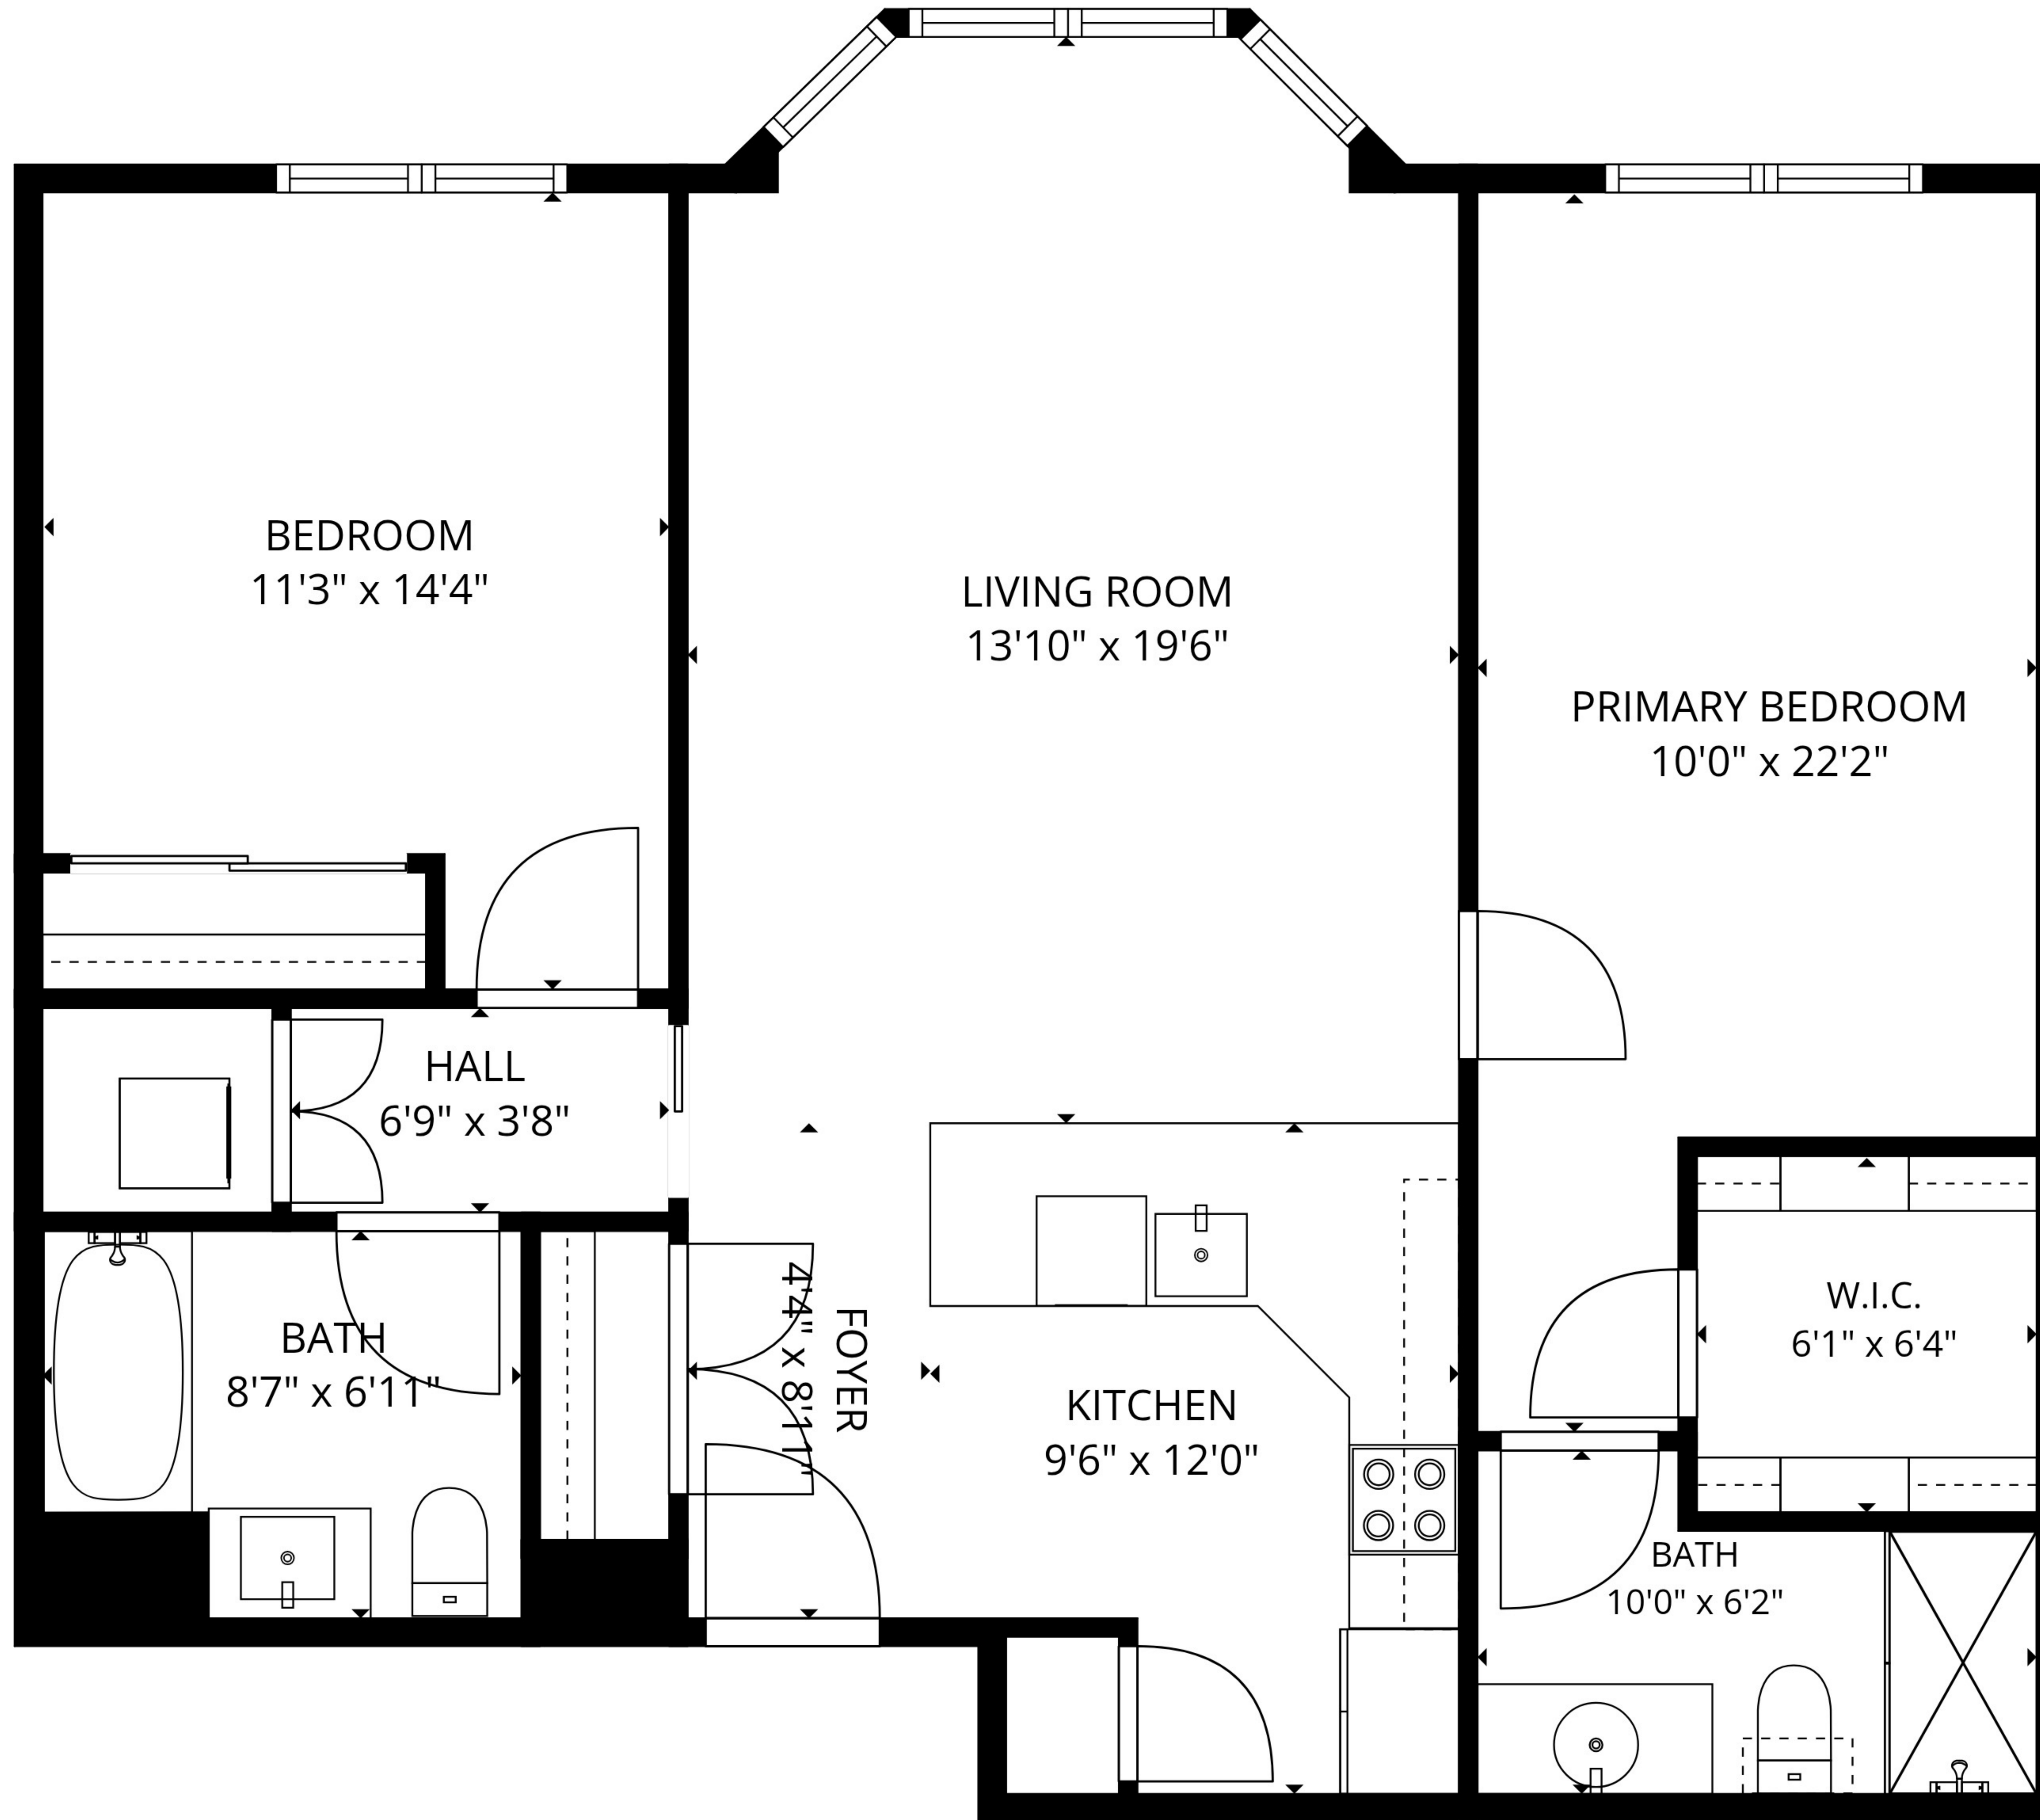 BEDROOM
11'3" x 14'4"
LIVING ROOM
13'10" x 19'6"
PRIMARY BEDROOM
10'0" x 22'2"
HALL
6'9" x 3'8"
BATH
8'7" x 6'11"
FOYER
4'4" x 8'11"
KITCHEN
9'6" x 12'0"
W.I.C.
6'1" x 6'4"
BATH
10'0" x 6'2"